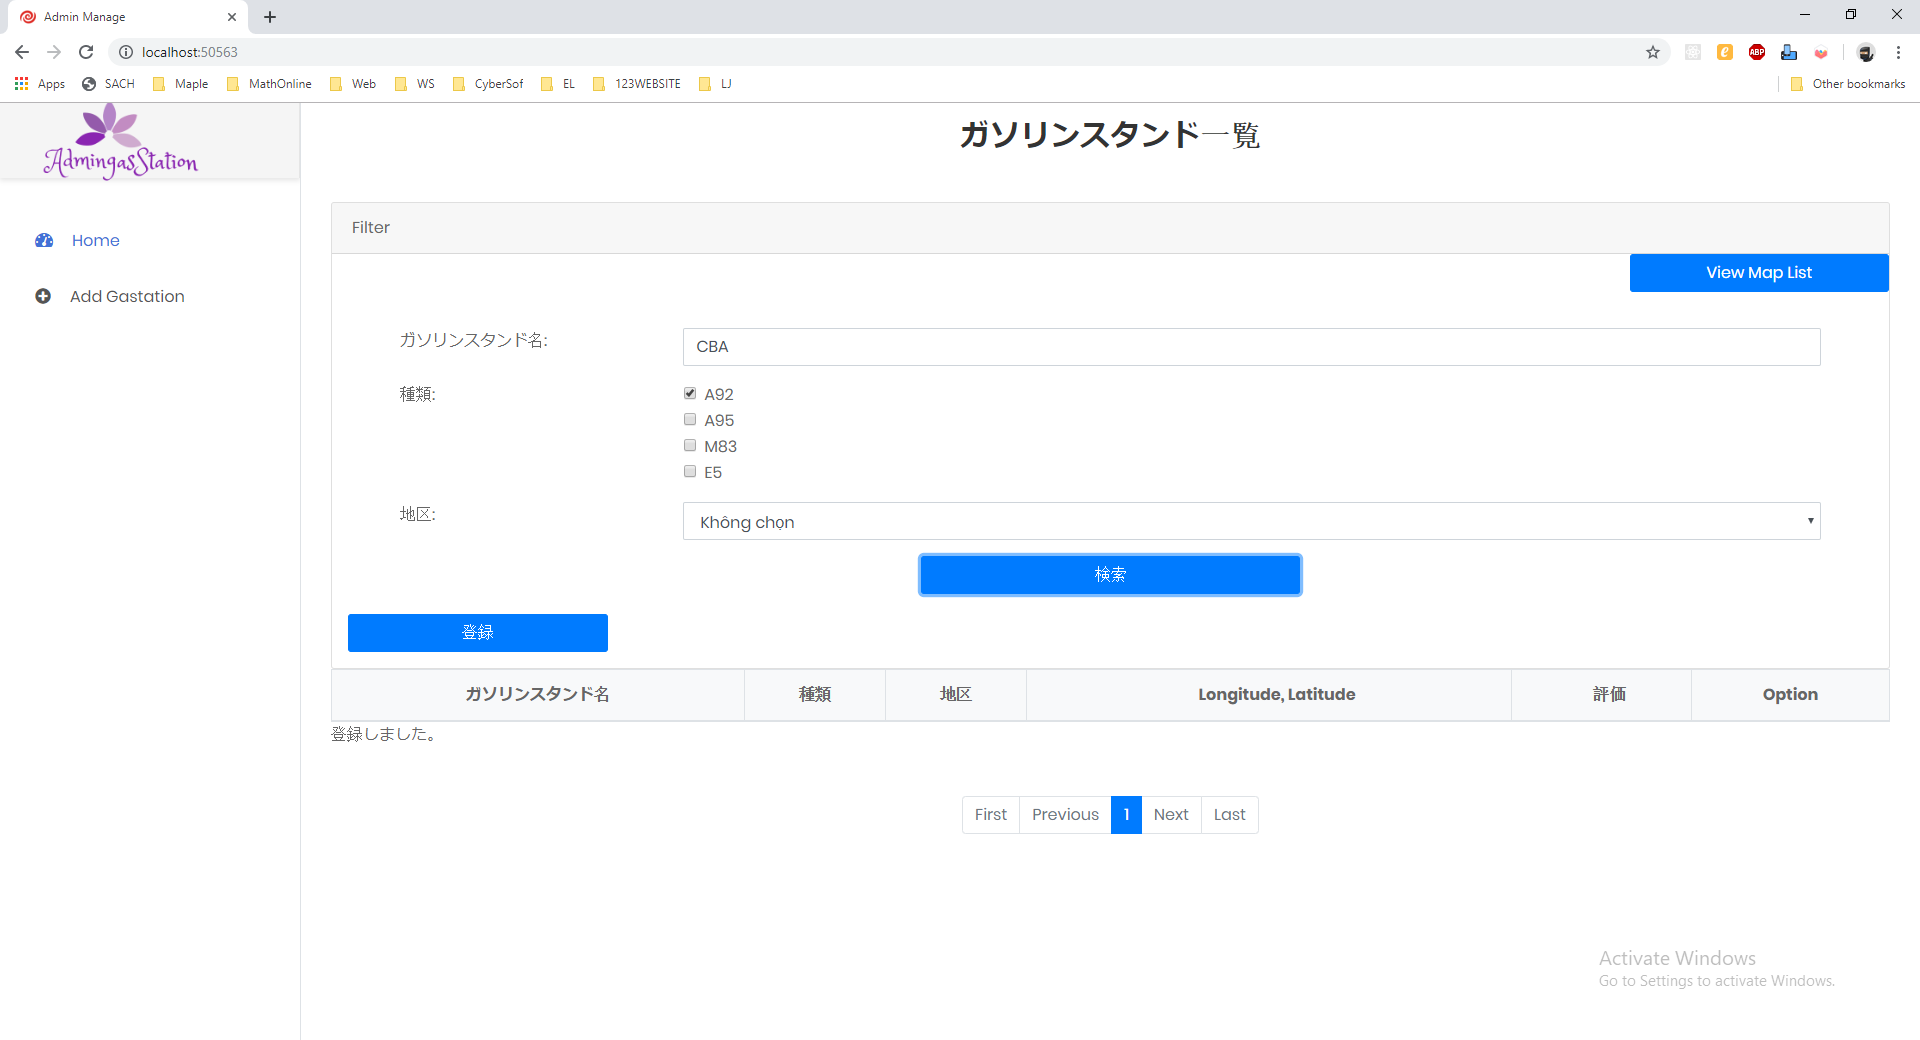 Admin Manage
localhost:50563
Apps SACH Maple MathOnline Web WS CyberSof EL 123WEBSITE LJ Other bookmarks
ABP
AdmingasStation
Home
Add Gastation
ガソリンスタンド一覧
Filter
View Map List
ガソリンスタンド名: CBA
種類: A92
A95
M83
E5
地区: Không chọn
検索
登録
ガソリンスタンド名 種類 地区 Longitude, Latitude 評価 Option
登録しました。
First Previous 1 Next Last
Activate Windows
Go to Settings to activate Windows.